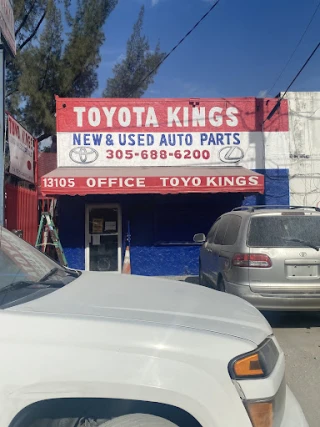 TOYOTA KINGS
NEW & USED AUTO PARTS
305-688-6200
13105 OFFICE TOYO KINGS